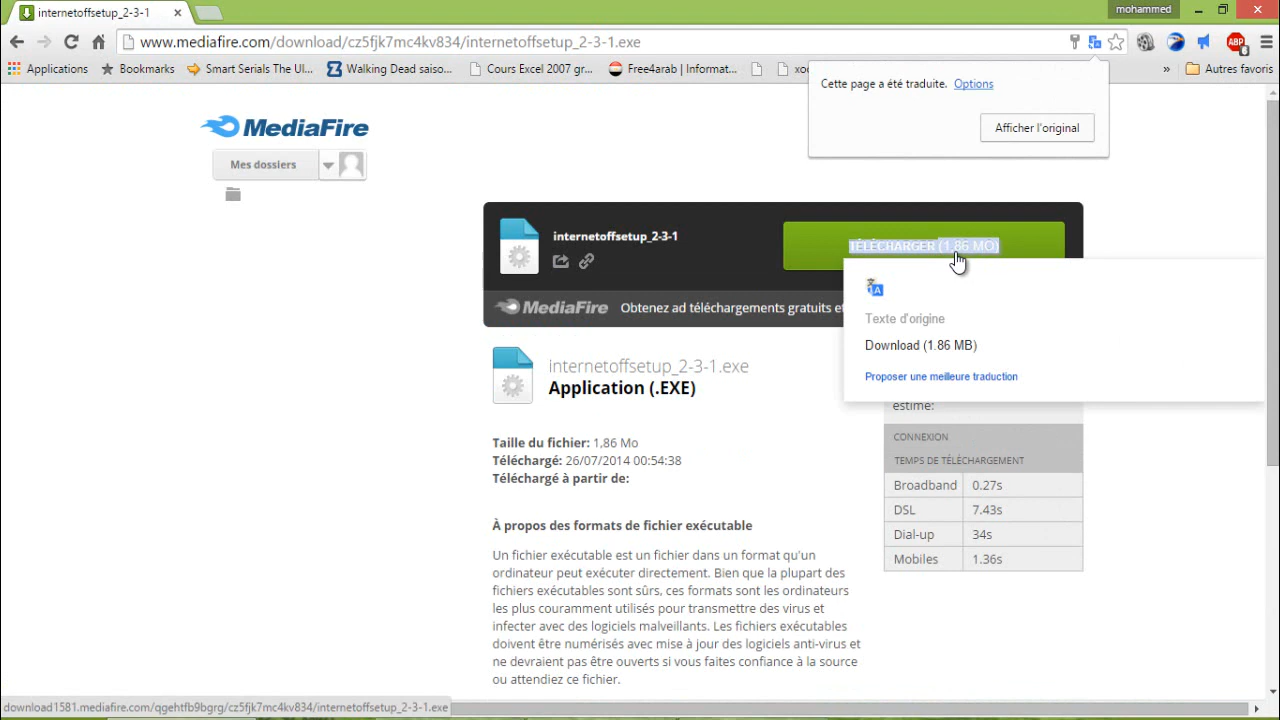 internetoffsetup_2-3-1
mohammed
www.mediafire.com/download/cz5fjk7mc4kv834/internetoffsetup_2-3-1.exe
ABP
6
Applications
Bookmarks
Smart Serials The Ul...
Walking Dead saiso...
Cours Excel 2007 gr...
Free4arab | Informat...
xoo
»
Autres favoris
Cette page a été traduite. Options
Afficher l'original
MediaFire
Mes dossiers
internetoffsetup_2-3-1
TÉLÉCHARGER (1,86 MO)
MediaFire
Obtenez ad téléchargements gratuits et
Texte d'origine
Download (1.86 MB)
Proposer une meilleure traduction
internetoffsetup_2-3-1.exe
Application (.EXE)
estime:
CONNEXION
TEMPS DE TÉLÉCHARGEMENT
Broadband 0.27s
DSL 7.43s
Dial-up 34s
Mobiles 1.36s
Taille du fichier: 1,86 Mo
Téléchargé: 26/07/2014 00:54:38
Téléchargé à partir de:
À propos des formats de fichier exécutable
Un fichier exécutable est un fichier dans un format qu'un
ordinateur peut exécuter directement. Bien que la plupart des
fichiers exécutables sont sûrs, ces formats sont les ordinateurs
les plus couramment utilisés pour transmettre des virus et
infecter avec des logiciels malveillants. Les fichiers exécutables
doivent être numérisés avec mise à jour des logiciels anti-virus et
ne devraient pas être ouverts si vous faites confiance à la source
ou attendiez ce fichier.
download1581.mediafire.com/qgehtfb9bgrg/cz5fjk7mc4kv834/internetoffsetup_2-3-1.exe